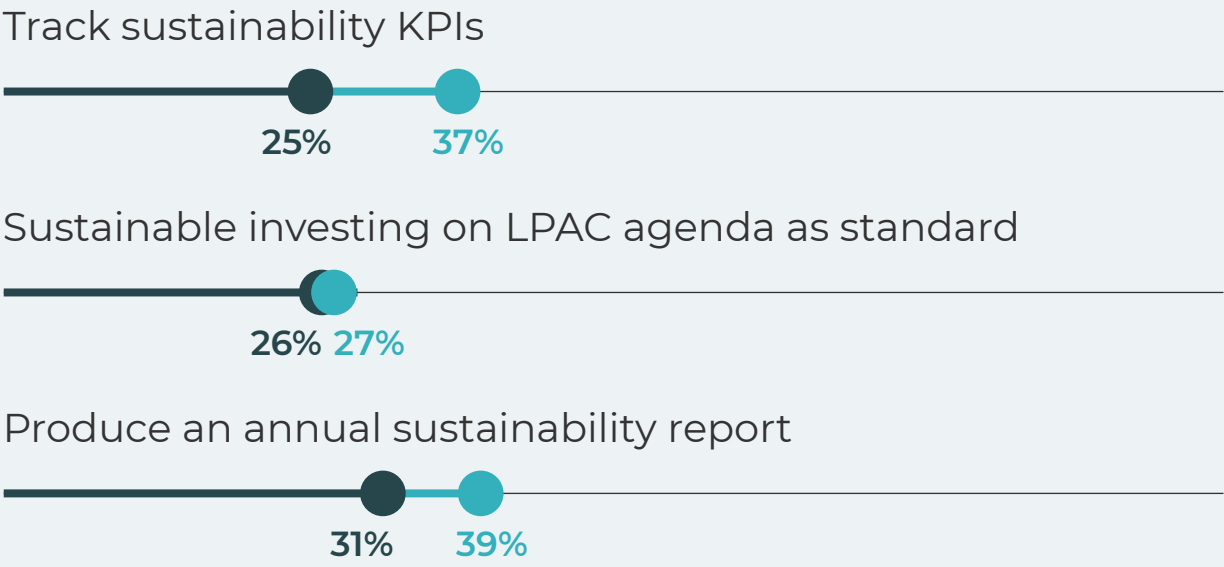 Track sustainability KPIs
25% 37%
Sustainable investing on LPAC agenda as standard
26% 27%
Produce an annual sustainability report
31% 39%